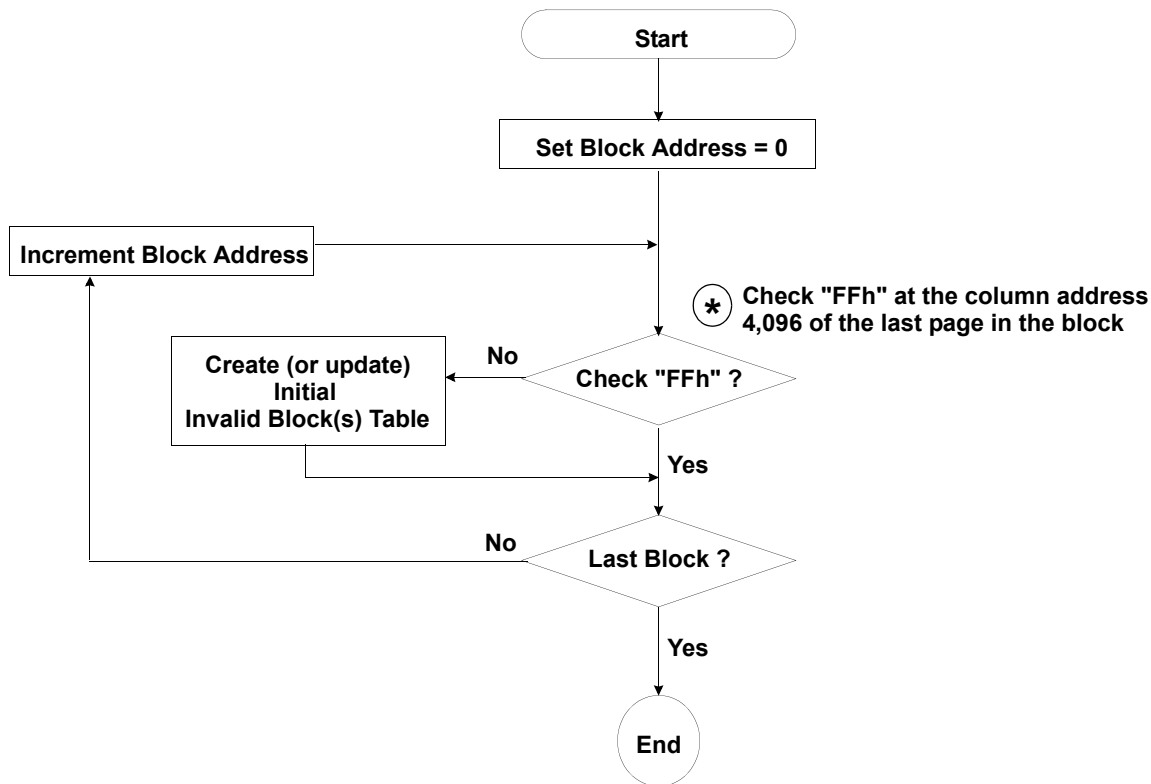 Start
Set Block Address = 0
Increment Block Address
* Check "FFh" at the column address
4,096 of the last page in the block
No
Create (or update)
Initial
Invalid Block(s) Table
Check "FFh" ?
Yes
No
Last Block ?
Yes
End